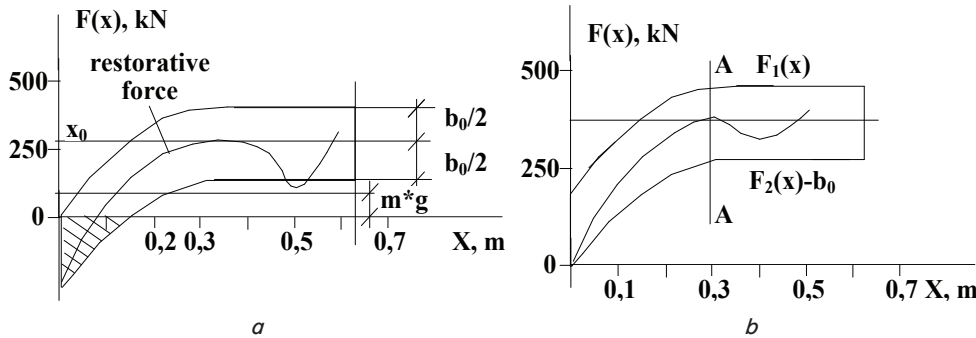 F(x), kN
500
restorative
force
x₀
250
0
b₀/2
b₀/2
m*g
0,2 0,3 0,5 0,7 X, m
a
F(x), kN
500
250
0
A
F₁(x)
F₂(x)-b₀
A
0,1 0,3 0,5 0,7 X, m
b